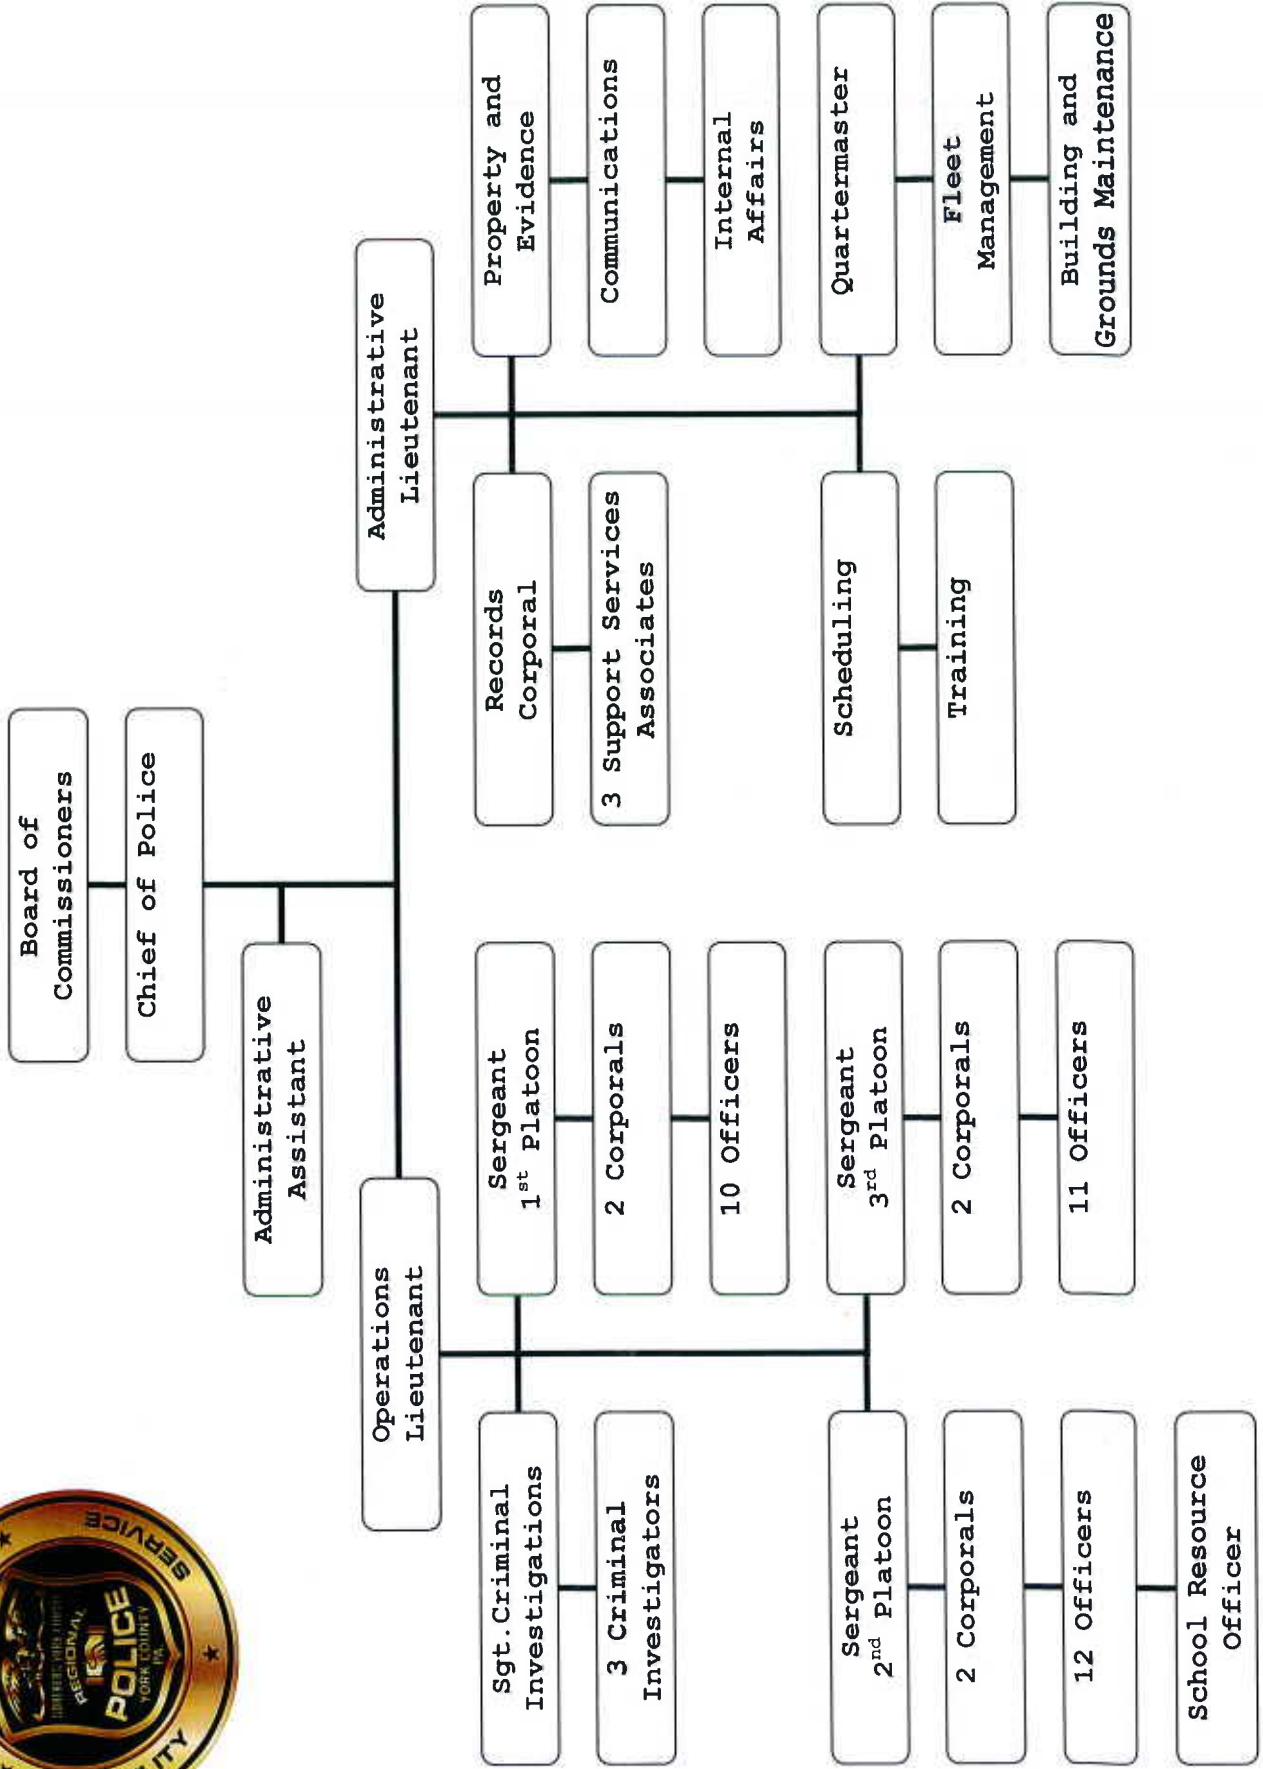 Board of
Commissioners
Chief of Police
Administrative
Assistant
Operations
Lieutenant
Administrative
Lieutenant
Sgt.Criminal
Investigations
3 Criminal
Investigators
Sergeant
1st Platoon
2 Corporals
10 Officers
Sergeant
2nd Platoon
2 Corporals
12 Officers
School Resource
Officer
Sergeant
3rd Platoon
2 Corporals
11 Officers
Records
Corporal
3 Support Services
Associates
Property and
Evidence
Communications
Internal
Affairs
Scheduling
Training
Quartermaster
Fleet
Management
Building and
Grounds Maintenance
SERVICE
REGIONAL
POLICE
YORK COUNTY
PA